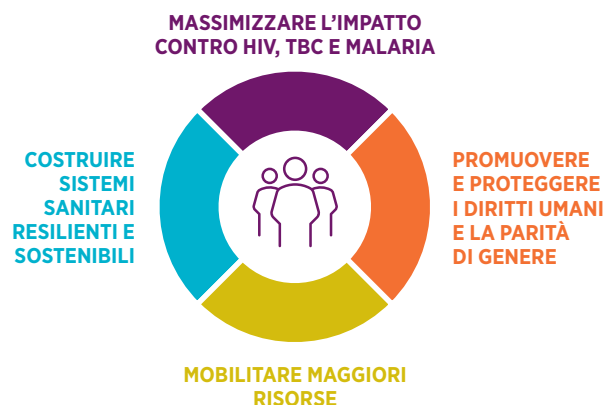 MASSIMIZZARE L'IMPATTO
CONTRO HIV, TBC E MALARIA
COSTRUIRE
SISTEMI
SANITARI
RESILIENTI E
SOSTENIBILI
PROMUOVERE
E PROTEGGERE
I DIRITTI UMANI
E LA PARITÀ
DI GENERE
MOBILITARE MAGGIORI
RISORSE